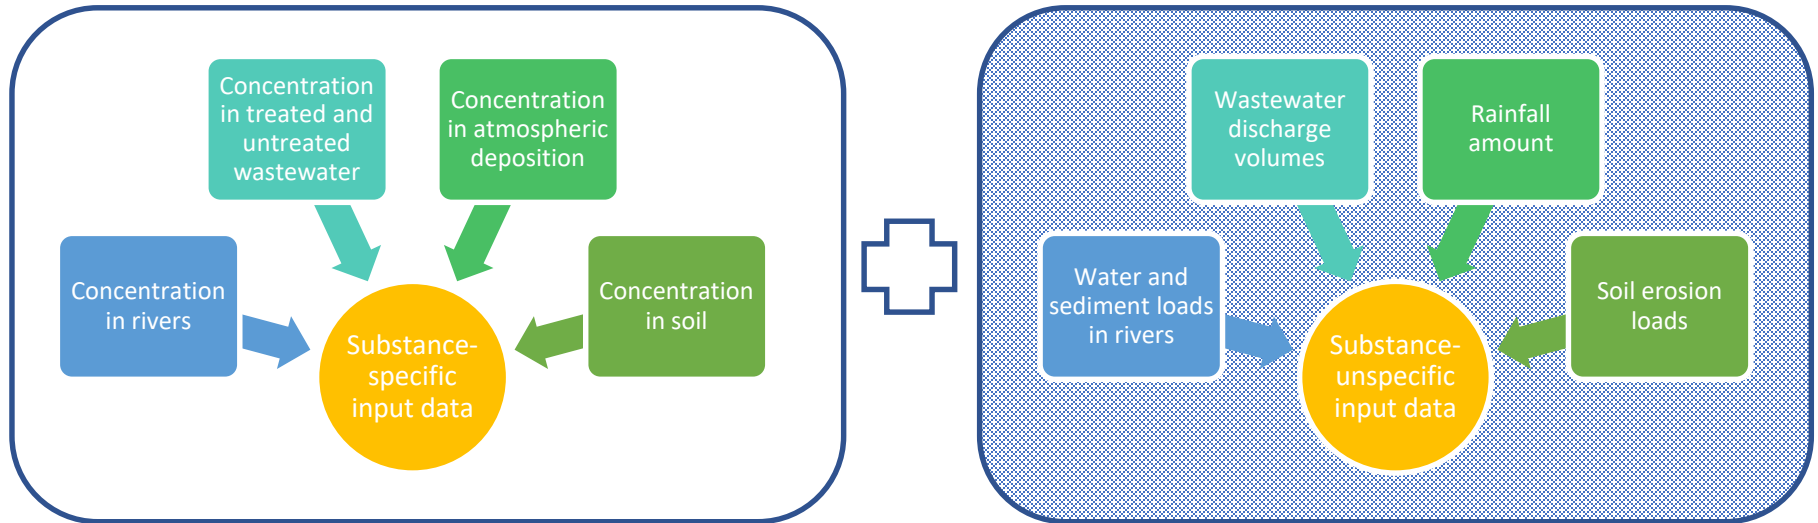 Concentration
in treated and
untreated
wastewater
Concentration
in atmospheric
deposition
Concentration
in rivers
Concentration
in soil
Substance-
specific
input data
Wastewater
discharge
volumes
Rainfall
amount
Water and
sediment loads
in rivers
Soil erosion
loads
Substance-
unspecific
input data